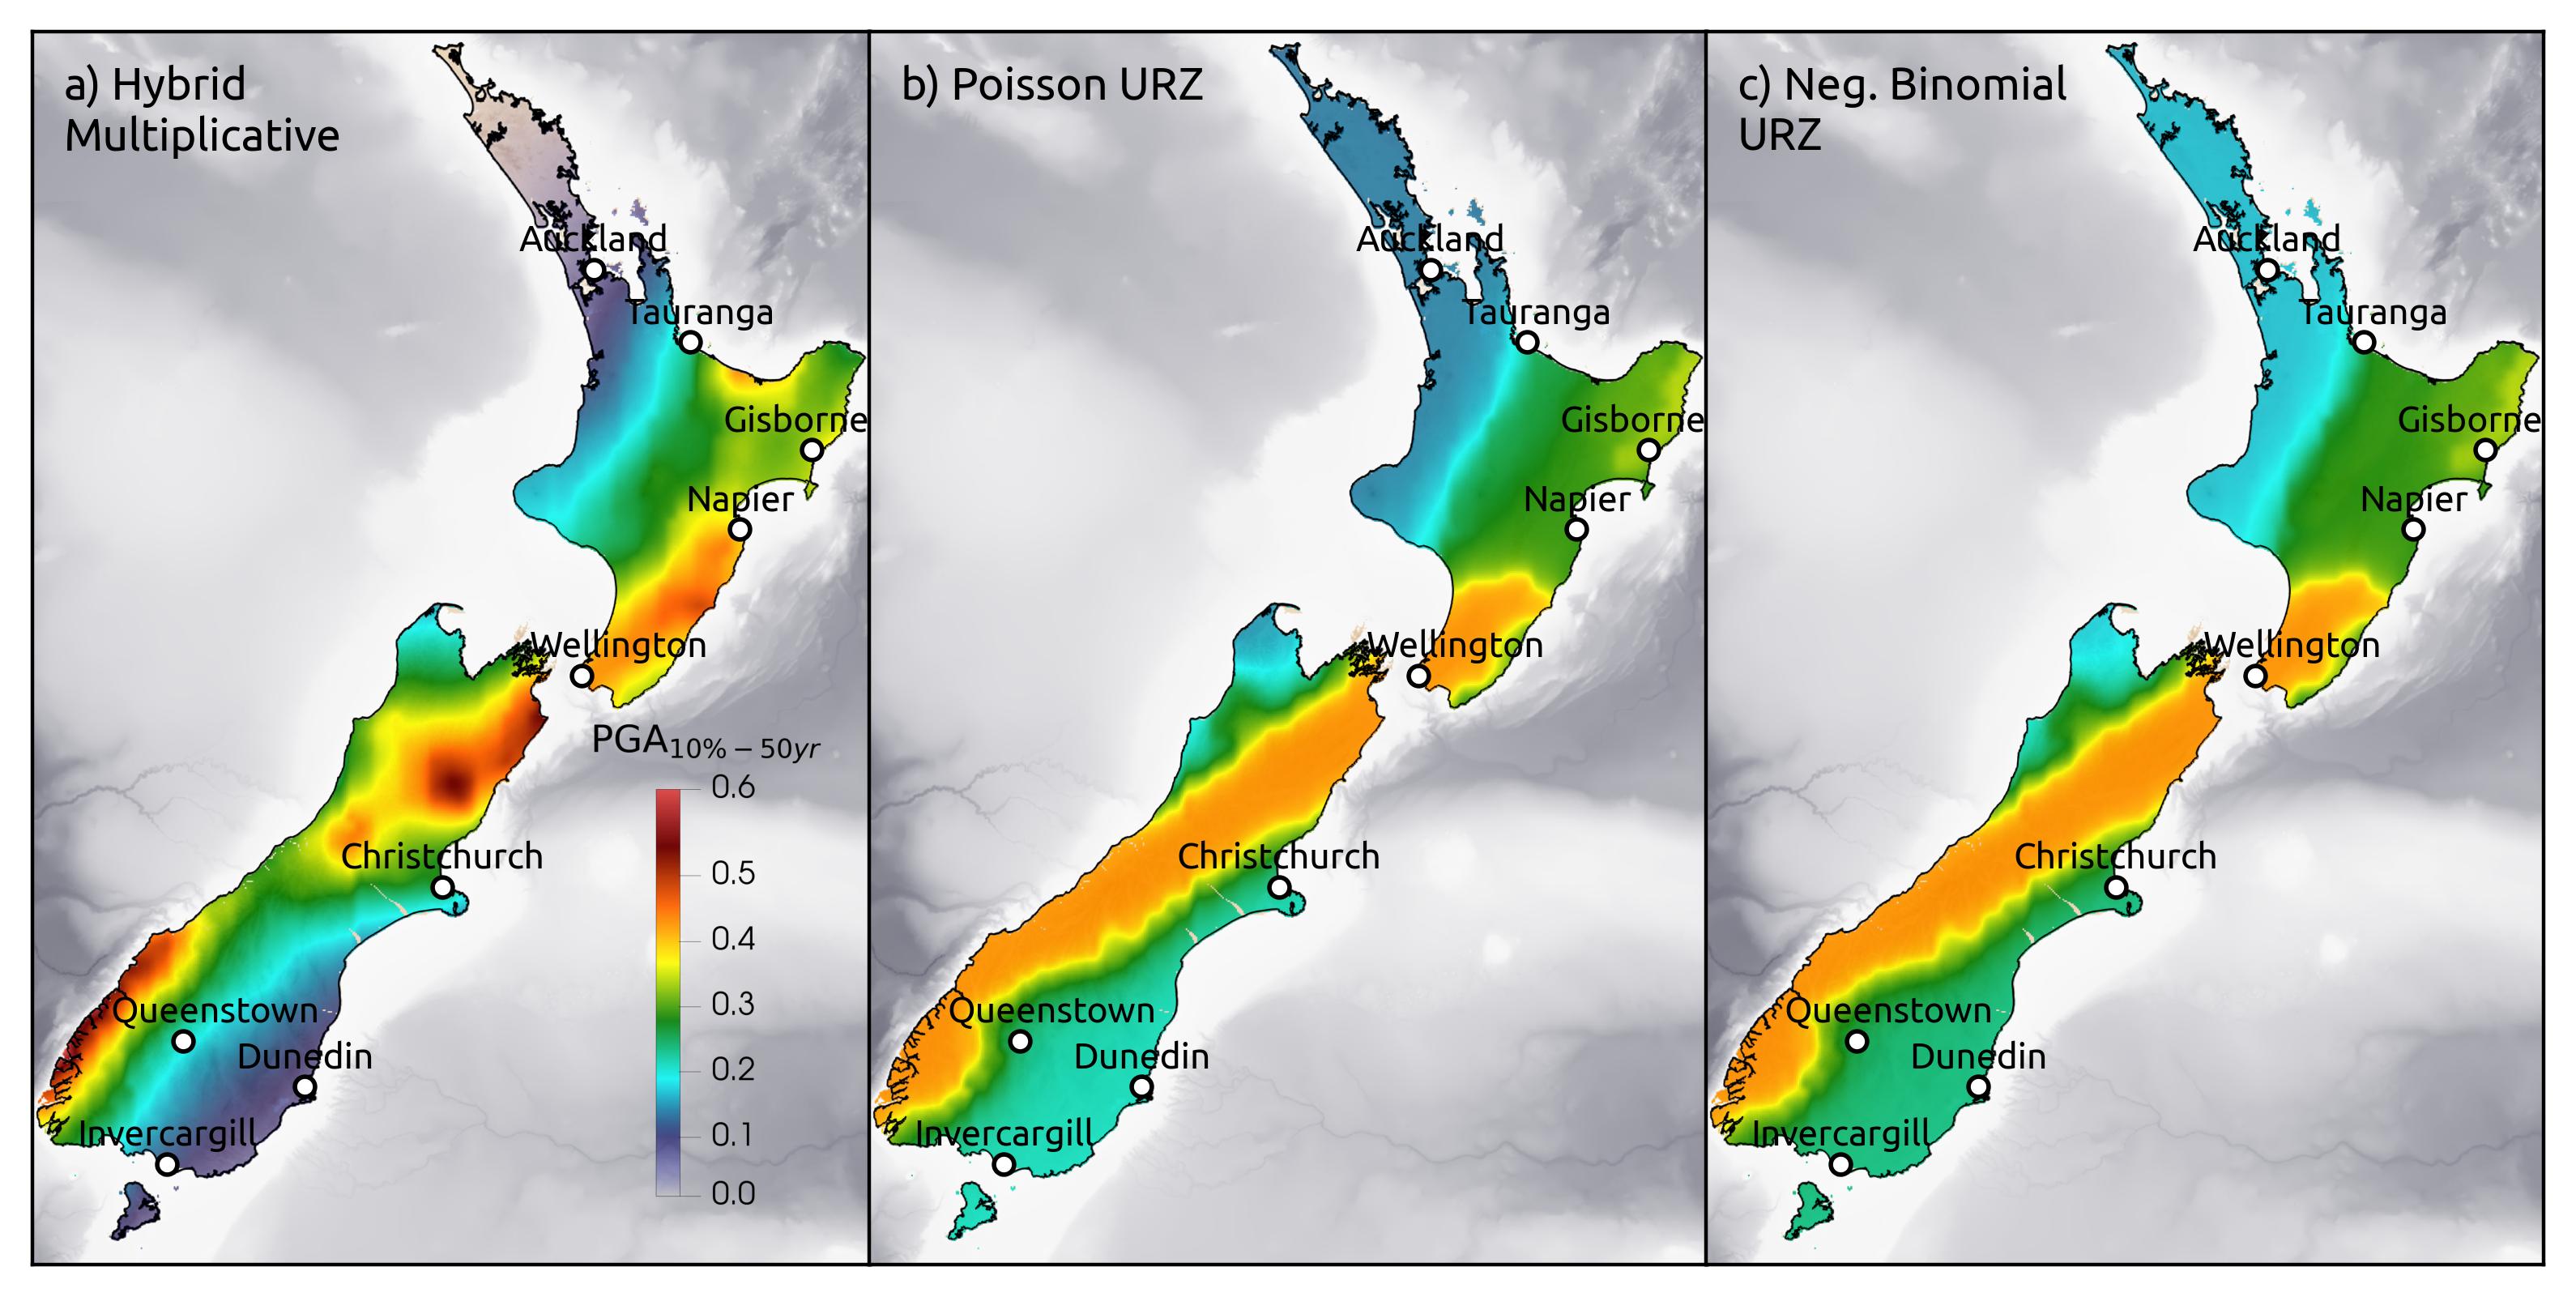 a) Hybrid
Multiplicative
Auckland
Tauranga
Gisborne
Napier
Wellington
Christchurch
Queenstown
Dunedin
Invercargill
PGA10% − 50yr
0.6
0.5
0.4
0.3
0.2
0.1
0.0
b) Poisson URZ
Auckland
Tauranga
Gisborne
Napier
Wellington
Christchurch
Queenstown
Dunedin
Invercargill
c) Neg. Binomial
URZ
Auckland
Tauranga
Gisborne
Napier
Wellington
Christchurch
Queenstown
Dunedin
Invercargill